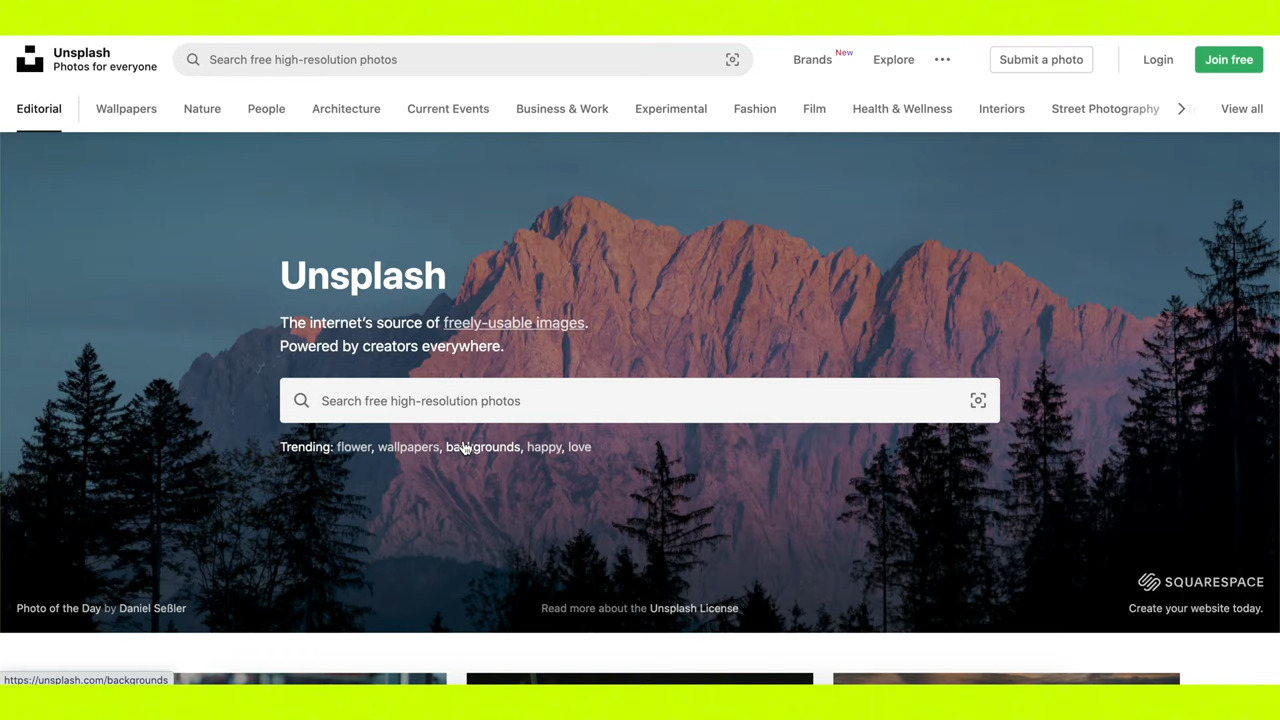 Unsplash
Photos for everyone
Search free high-resolution photos
Brands New
Explore
Submit a photo
Login
Join free
Editorial
Wallpapers
Nature
People
Architecture
Current Events
Business & Work
Experimental
Fashion
Film
Health & Wellness
Interiors
Street Photography
View all
Unsplash
The internet's source of freely-usable images.
Powered by creators everywhere.
Search free high-resolution photos
Trending: flower, wallpapers, backgrounds, happy, love
SQUARESPACE
Photo of the Day by Daniel Seßler
Read more about the Unsplash License
Create your website today.
https://unsplash.com/backgrounds